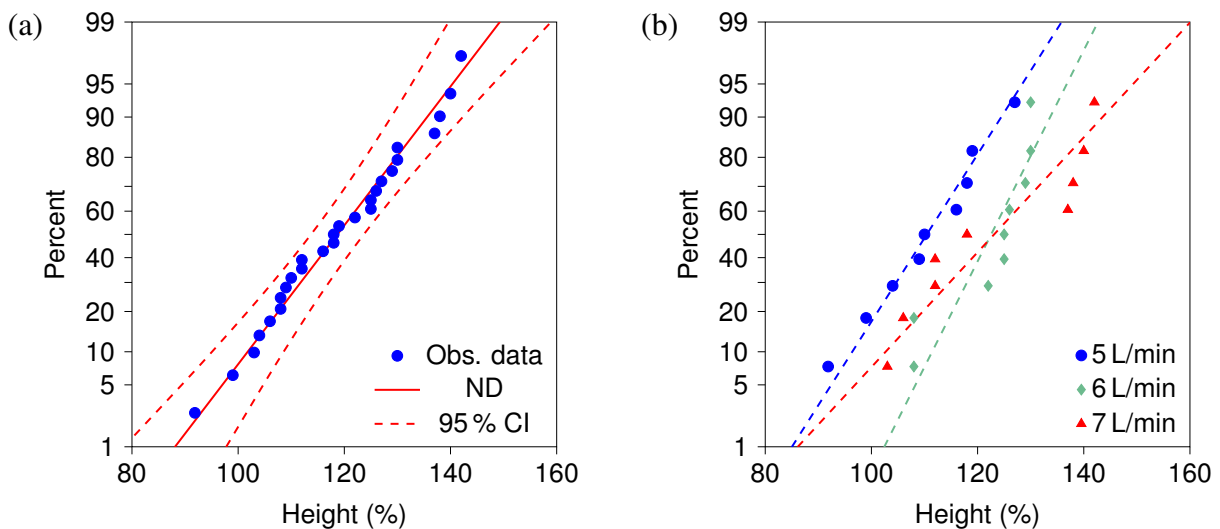 (a)
99
95
90
80
60
40
20
10
5
1
Percent
80 100 120 140 160
Height (%)
Obs. data
ND
95 % CI
(b)
99
95
90
80
60
40
20
10
5
1
Percent
80 100 120 140 160
Height (%)
5 L/min
6 L/min
7 L/min